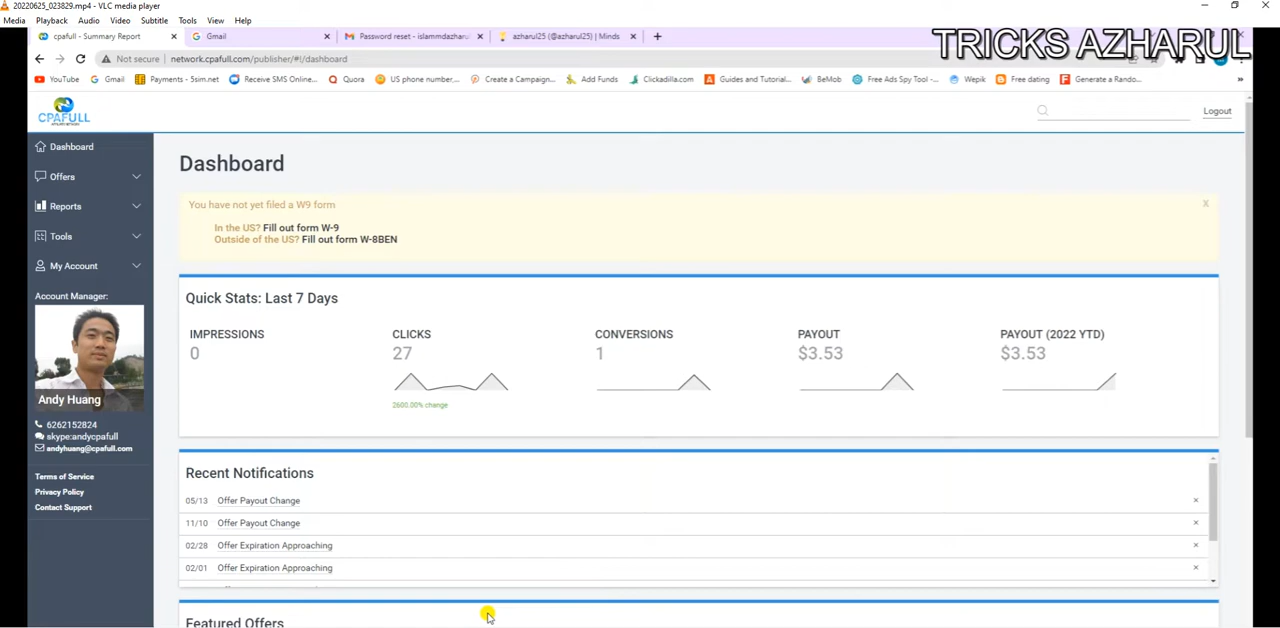 20220625_023829.mp4 - VLC media player
Media Playback Audio Video Subtitle Tools View Help
cpafull - Summary Report Gmail Password reset - islammdazharul azharul25 (@azharul25) | Minds
TRICKS AZHARUL
Not secure network.cpafull.com/publisher/#!/dashboard
YouTube Gmail Payments - 5sim.net Receive SMS Online... Quora US phone number,... Create a Campaign... Add Funds Clickadilla.com Guides and Tutorial... BeMob Free Ads Spy Tool -... Wepik Free dating Generate a Rando... »
CPAFULL
Logout
Dashboard
Offers
Reports
Tools
My Account
Account Manager:
Andy Huang
6262152824
skype:andycpafull
andyhuang@cpafull.com
Terms of Service
Privacy Policy
Contact Support
Dashboard
You have not yet filed a W9 form x
In the US? Fill out form W-9
Outside of the US? Fill out form W-8BEN
Quick Stats: Last 7 Days
IMPRESSIONS CLICKS CONVERSIONS PAYOUT PAYOUT (2022 YTD)
0 27 1 $3.53 $3.53
2600.00% change
Recent Notifications
05/13 Offer Payout Change ×
11/10 Offer Payout Change ×
02/28 Offer Expiration Approaching ×
02/01 Offer Expiration Approaching ×
Featured Offers